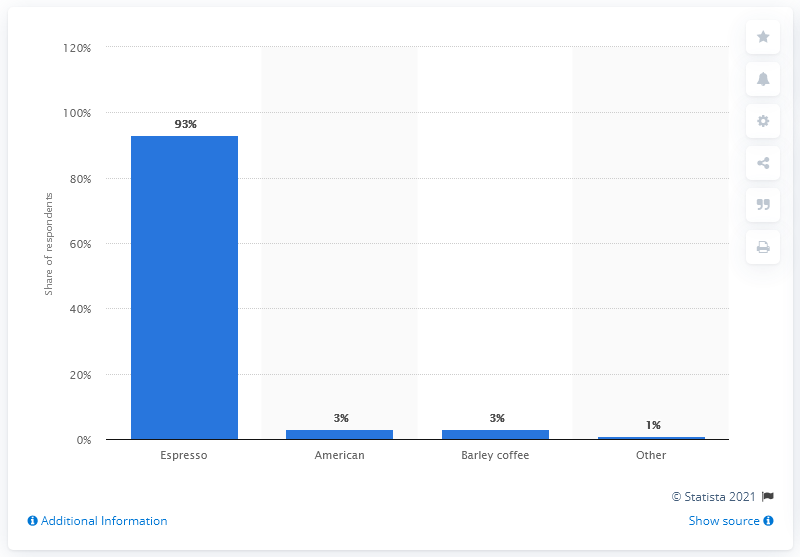 120%
100%
80%
60%
40%
20%
0%
Share of respondents
93%
3%
3%
1%
Espresso
American
Barley coffee
Other
© Statista 2021
Additional Information
Show source